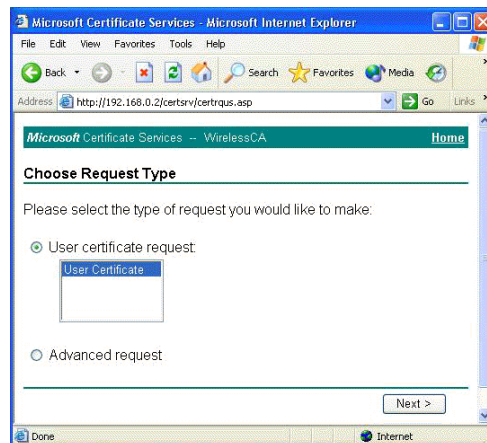 Microsoft Certificate Services - Microsoft Internet Explorer
File Edit View Favorites Tools Help
Back Search Favorites Media
Address http://192.168.0.2/certsrv/certrqus.asp Go Links
Microsoft Certificate Services -- WirelessCA Home
Choose Request Type
Please select the type of request you would like to make:
User certificate request:
User Certificate
Advanced request
Next >
Done Internet